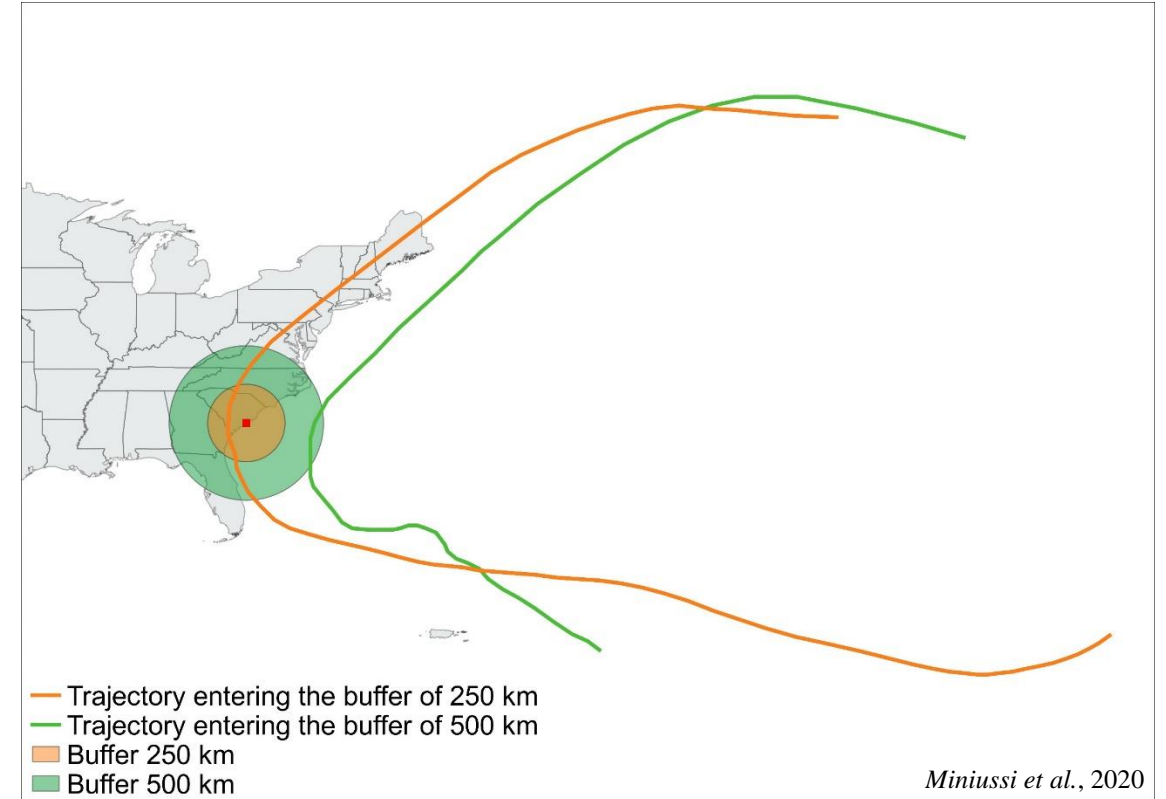 Trajectory entering the buffer of 250 km
Trajectory entering the buffer of 500 km
Buffer 250 km
Buffer 500 km
Miniussi et al., 2020